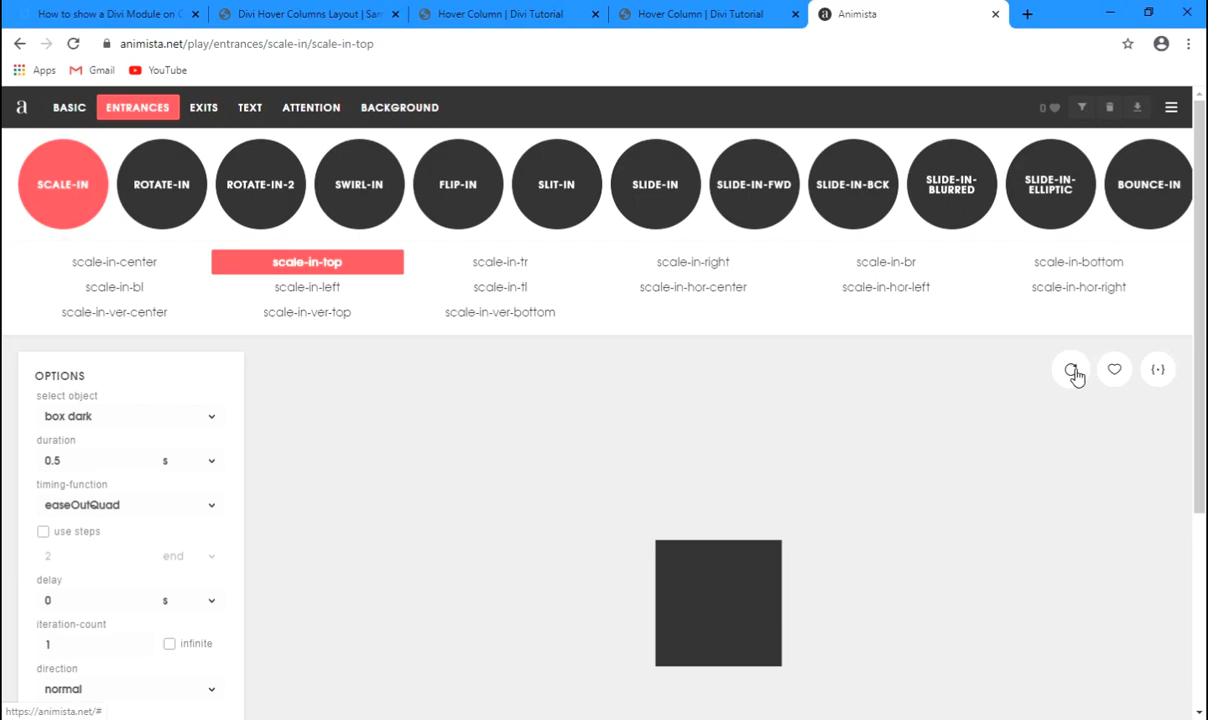 How to show a Divi Module on C
Divi Hover Columns Layout | San
Hover Column | Divi Tutorial
Hover Column | Divi Tutorial
Animista
animista.net/play/entrances/scale-in/scale-in-top
Apps Gmail YouTube
a BASIC ENTRANCES EXITS TEXT ATTENTION BACKGROUND 0
SCALE-IN
ROTATE-IN
ROTATE-IN-2
SWIRL-IN
FLIP-IN
SLIT-IN
SLIDE-IN
SLIDE-IN-FWD
SLIDE-IN-BCK
SLIDE-IN-
BLURRED
SLIDE-IN-
ELLIPTIC
BOUNCE-IN
scale-in-center scale-in-top scale-in-tr scale-in-right scale-in-br scale-in-bottom
scale-in-bl scale-in-left scale-in-tl scale-in-hor-center scale-in-hor-left scale-in-hor-right
scale-in-ver-center scale-in-ver-top scale-in-ver-bottom
OPTIONS
select object
box dark
duration
0.5 s
timing-function
easeOutQuad
use steps
2 end
delay
0 s
iteration-count
1 infinite
direction
normal
{·}
https://animista.net/#